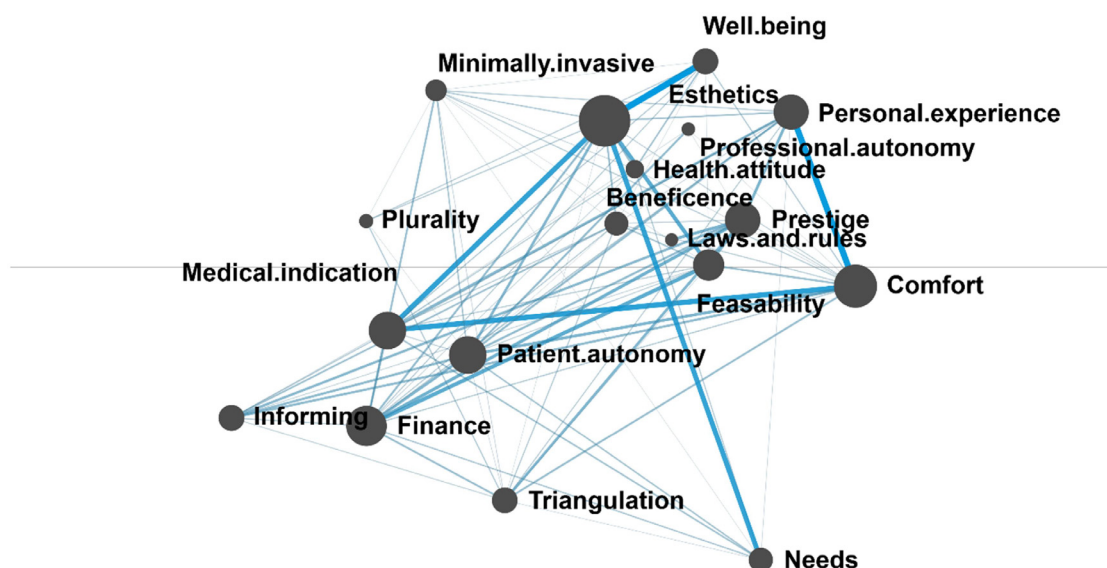 Well.being
Minimally.invasive
Esthetics
Personal.experience
Professional.autonomy
Health.attitude
Beneficence
Plurality
Prestige
Laws.and.rules
Medical.indication
Comfort
Feasability
Patient.autonomy
Informing
Finance
Triangulation
Needs